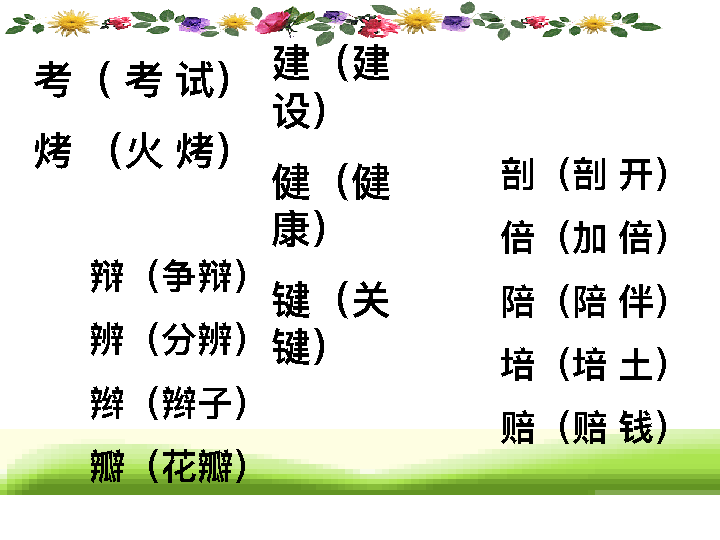 考（ 考 试）
烤 （火 烤）
辩（争辩）
辨（分辨）
辫（辫子）
瓣（花瓣）
建（建
设）
健（健
康）
键（关
键）
剖（剖 开）
倍（加 倍）
陪（陪 伴）
培（培 土）
赔（赔 钱）